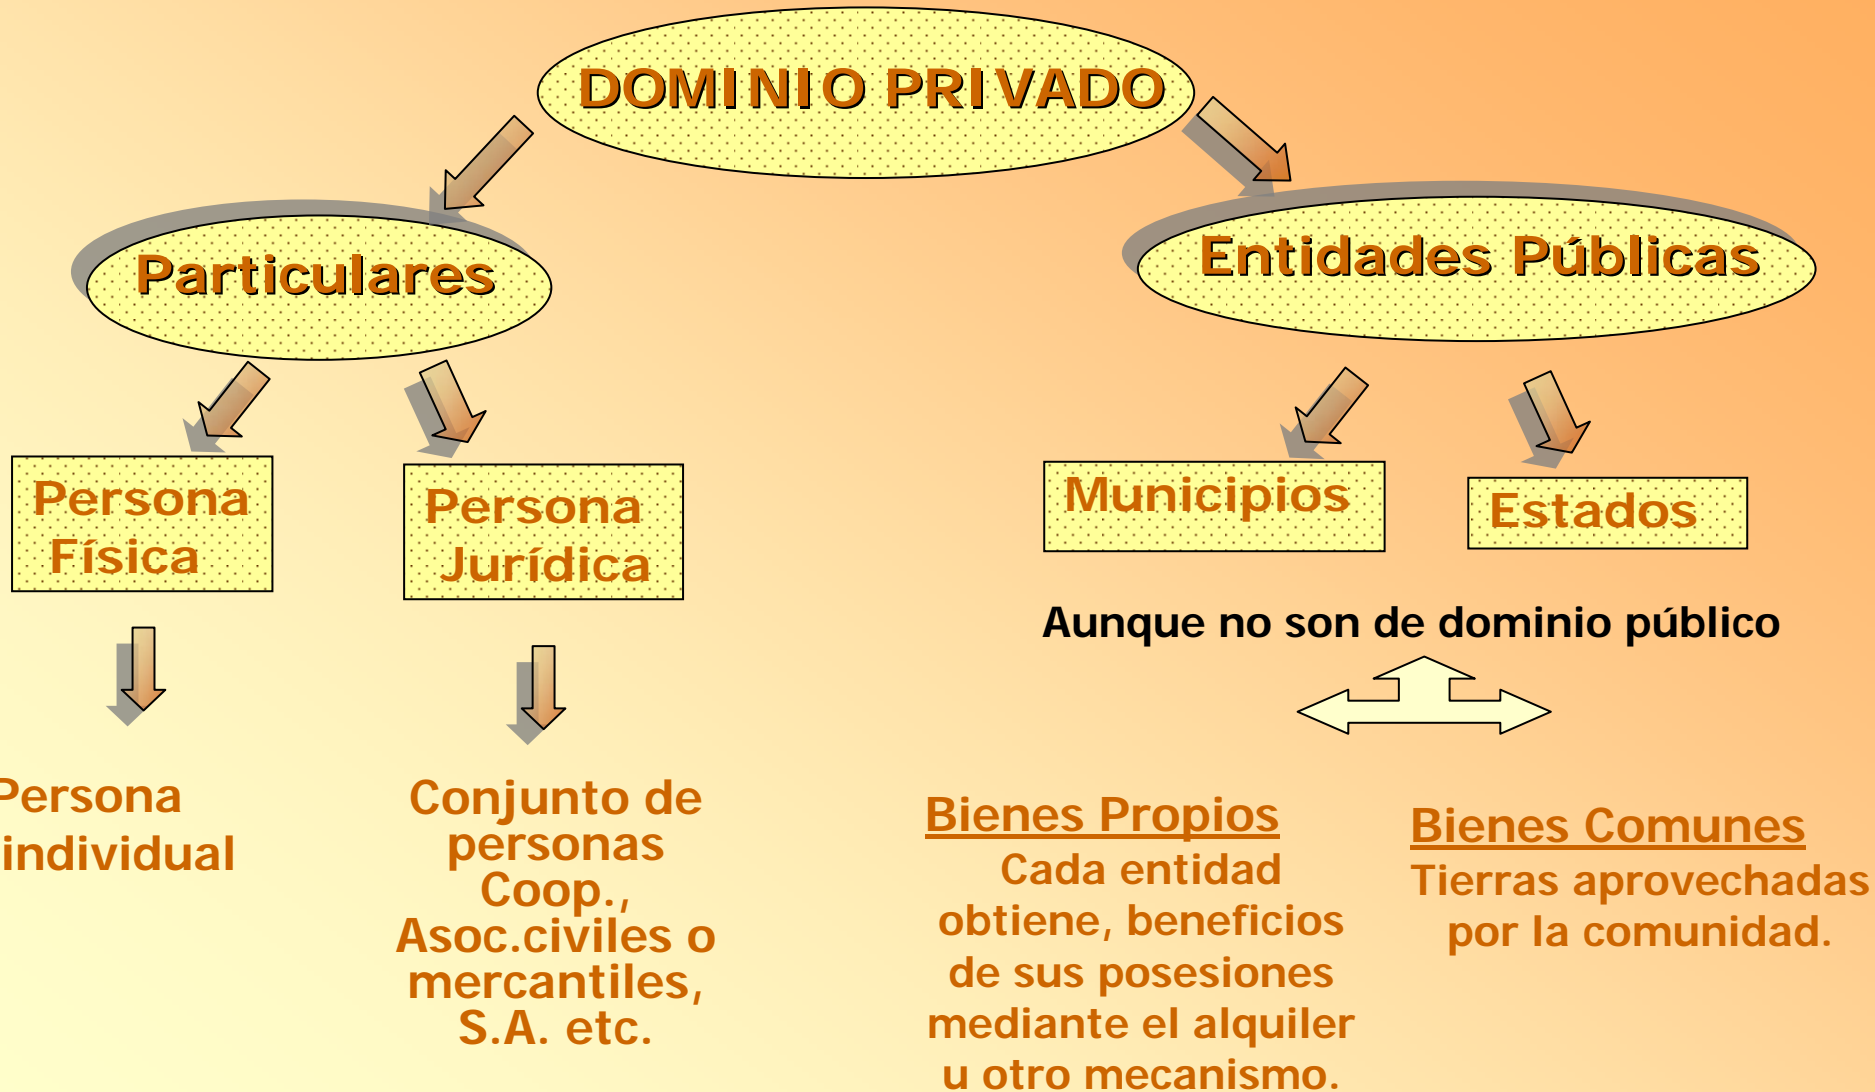 DOMINIO PRIVADO
Particulares
Entidades Públicas
Persona
Física
Persona
Jurídica
Municipios
Estados
Aunque no son de dominio público
Persona
individual
Conjunto de
personas
Coop.,
Asoc.civiles o
mercantiles,
S.A. etc.
Bienes Propios
Cada entidad
obtiene, beneficios
de sus posesiones
mediante el alquiler
u otro mecanismo.
Bienes Comunes
Tierras aprovechadas
por la comunidad.